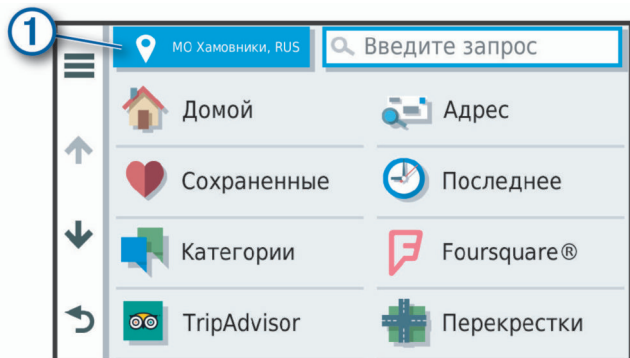 1
МО Хамовники, RUS
Введите запрос
Домой
Адрес
Сохраненные
Последнее
Категории
Foursquare®
TripAdvisor
Перекрестки